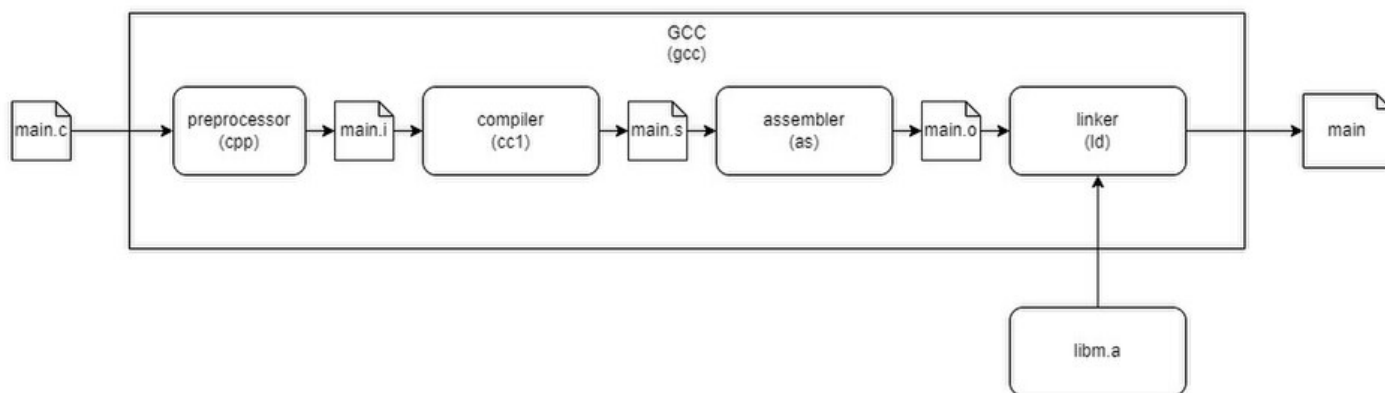 GCC
(gcc)
main.c
preprocessor
(cpp)
main.i
compiler
(cc1)
main.s
assembler
(as)
main.o
linker
(ld)
main
libm.a